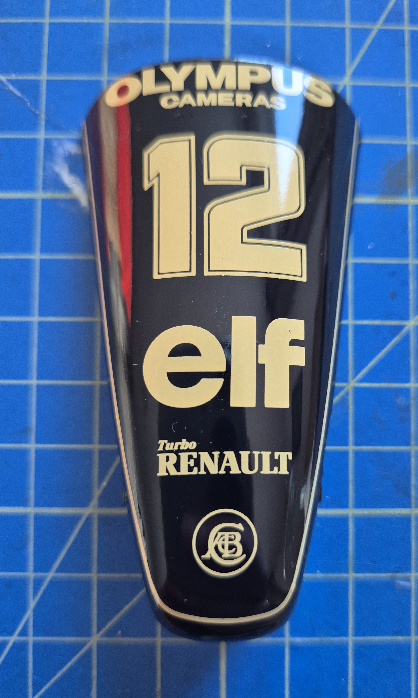 OLYMPUS
CAMERAS
12
elf
Turbo
RENAULT